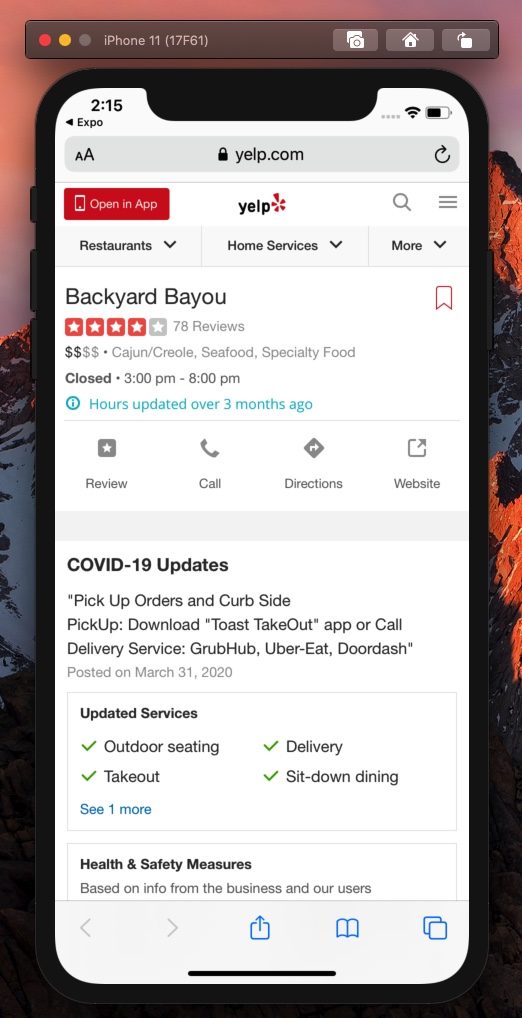 iPhone 11 (17F61)
2:15
◀ Expo
AA
yelp.com
Open in App
yelp
Restaurants
Home Services
More
Backyard Bayou
78 Reviews
$$$$ • Cajun/Creole, Seafood, Specialty Food
Closed • 3:00 pm - 8:00 pm
Hours updated over 3 months ago
Review
Call
Directions
Website
COVID-19 Updates
"Pick Up Orders and Curb Side
PickUp: Download "Toast TakeOut" app or Call
Delivery Service: GrubHub, Uber-Eat, Doordash"
Posted on March 31, 2020
Updated Services
Outdoor seating
Delivery
Takeout
Sit-down dining
See 1 more
Health & Safety Measures
Based on info from the business and our users